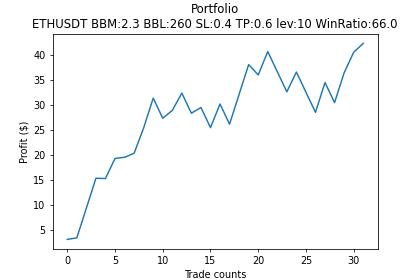 Portfolio
ETHUSDT BBM:2.3 BBL:260 SL:0.4 TP:0.6 lev:10 WinRatio:66.0
Profit ($)
40
35
30
25
20
15
10
5
0 5 10 15 20 25 30
Trade counts